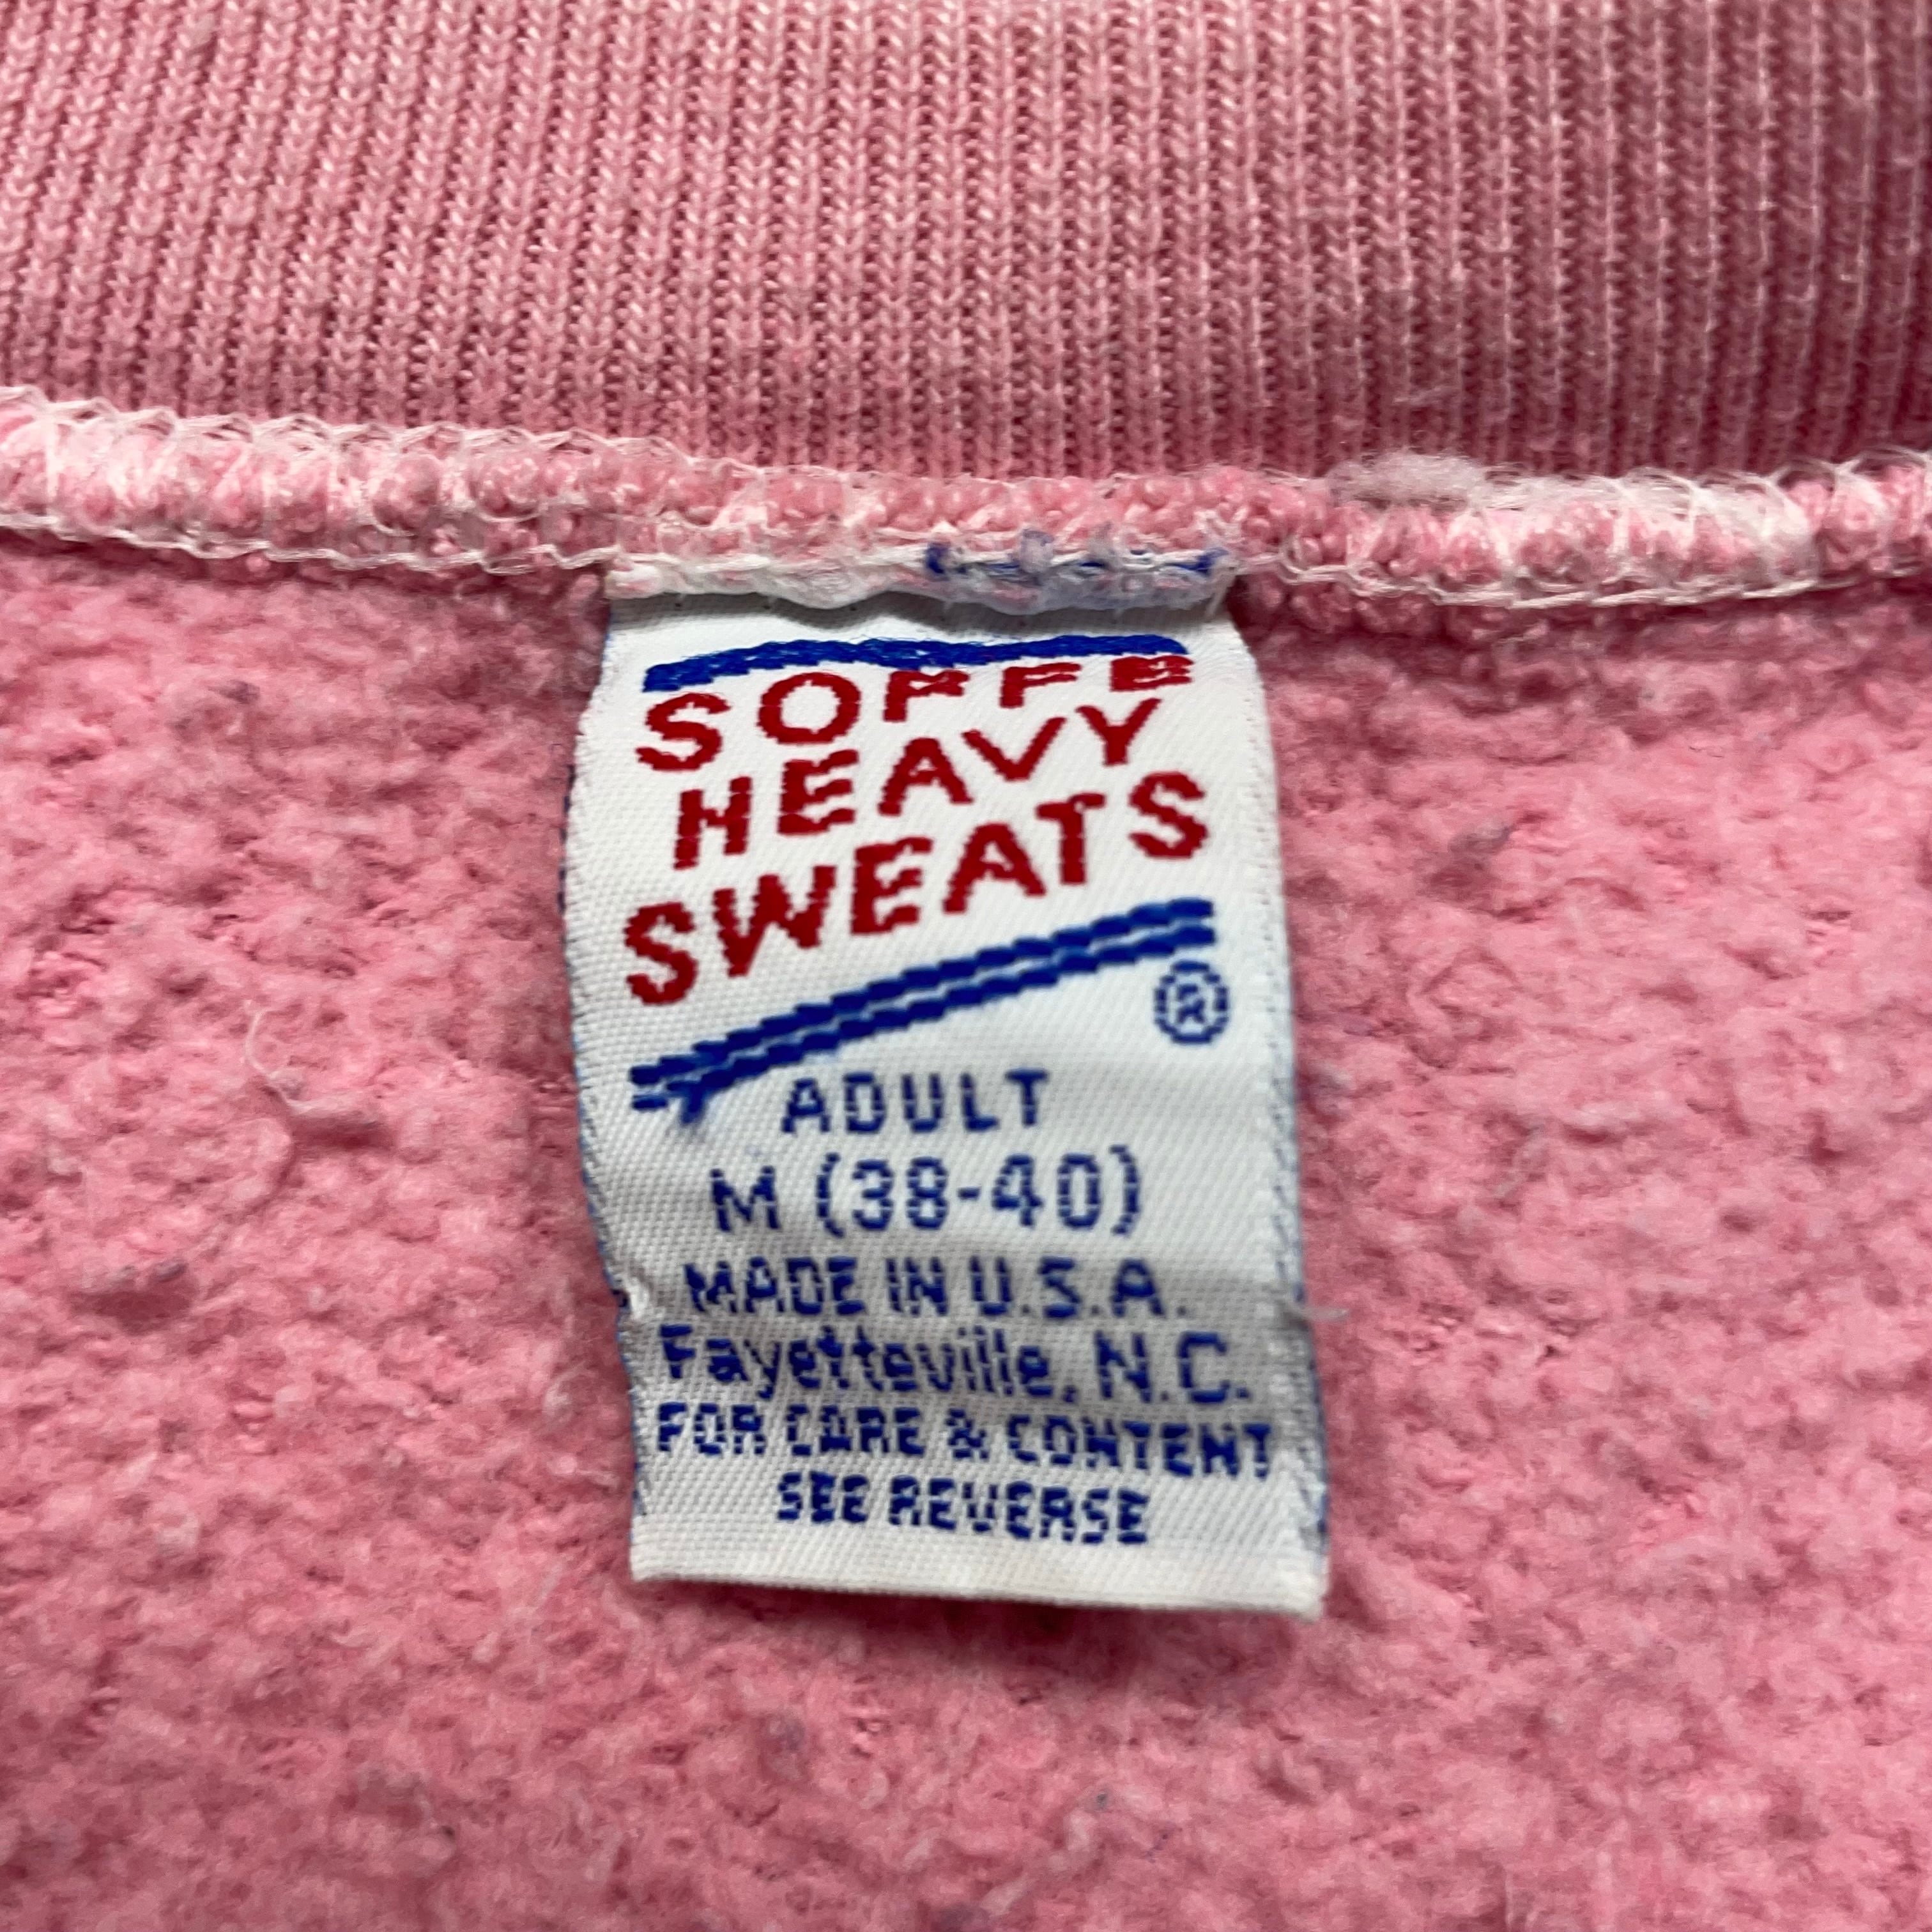 SOFFE
HEAVY
SWEATS
®
ADULT
M (38-40)
MADE IN U.S.A.
Fayetteville, N.C.
FOR CARE & CONTENT
SEE REVERSE